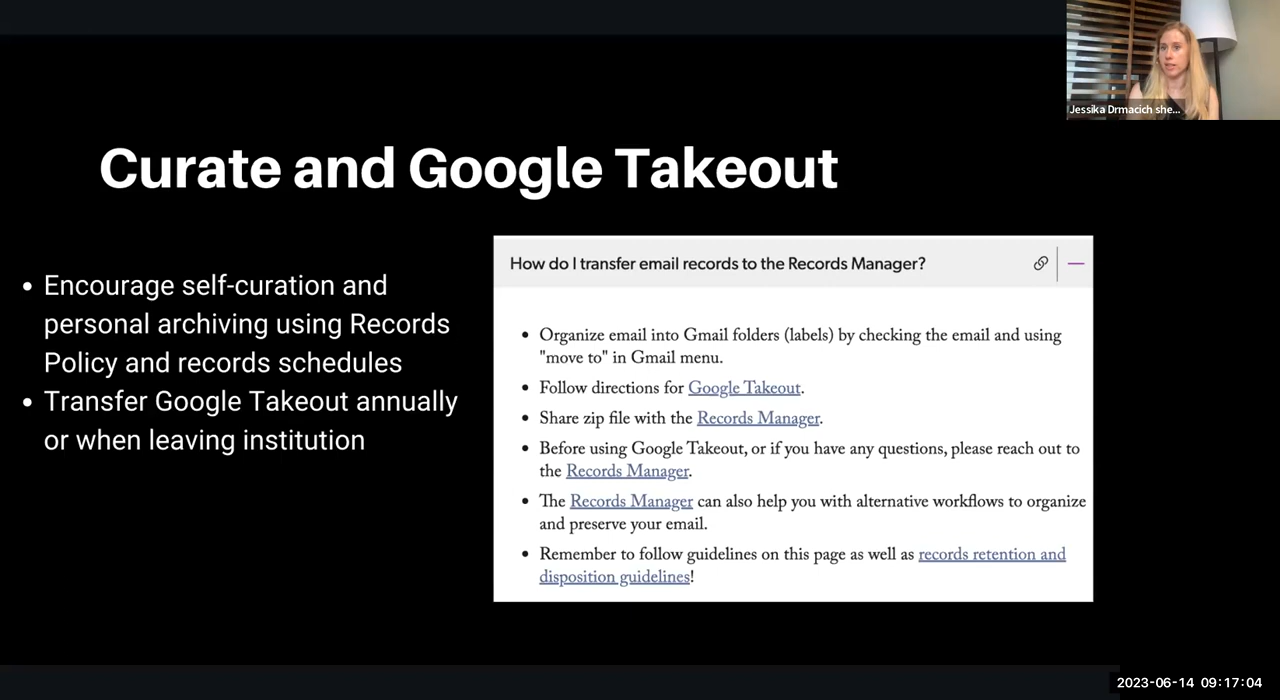 Jessika Drmacich she...
Curate and Google Takeout
• Encourage self-curation and
personal archiving using Records
Policy and records schedules
• Transfer Google Takeout annually
or when leaving institution
How do I transfer email records to the Records Manager?
• Organize email into Gmail folders (labels) by checking the email and using
"move to" in Gmail menu.
• Follow directions for Google Takeout.
• Share zip file with the Records Manager.
• Before using Google Takeout, or if you have any questions, please reach out to
the Records Manager.
• The Records Manager can also help you with alternative workflows to organize
and preserve your email.
• Remember to follow guidelines on this page as well as records retention and
disposition guidelines!
2023-06-14 09:17:04